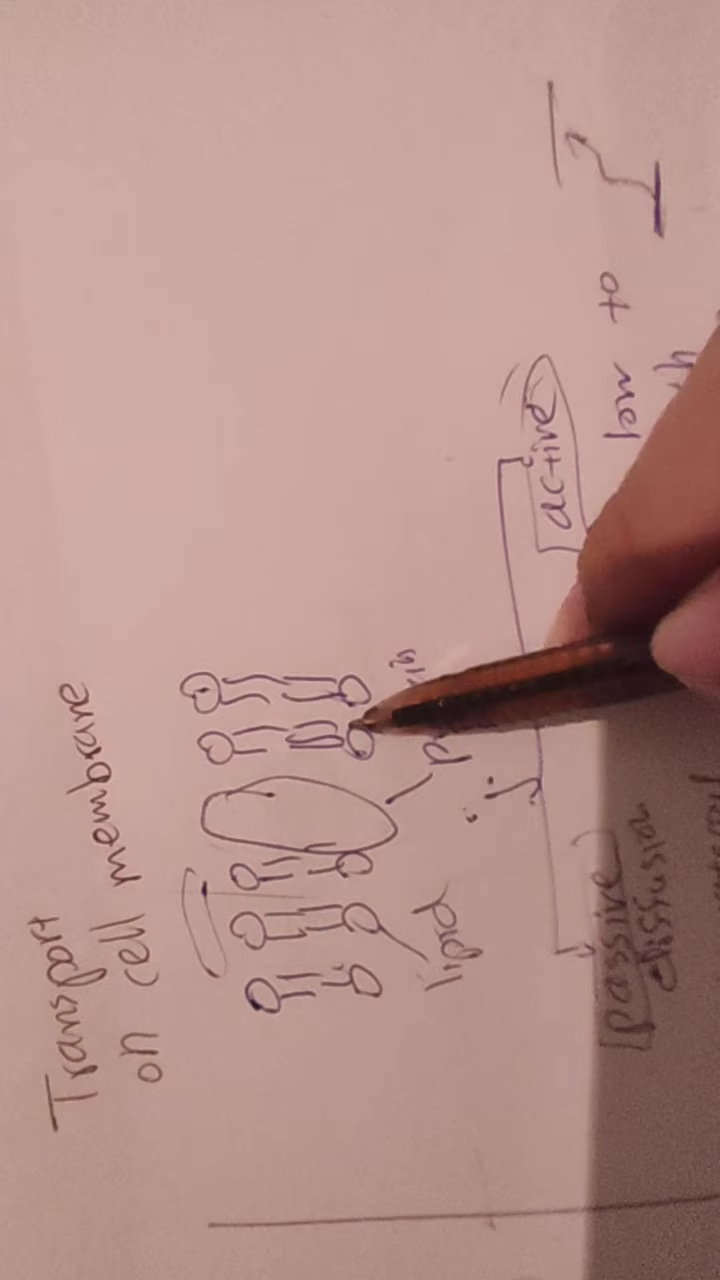 Transport
on cell membrane
lipid
active
low to
passive
diffusion